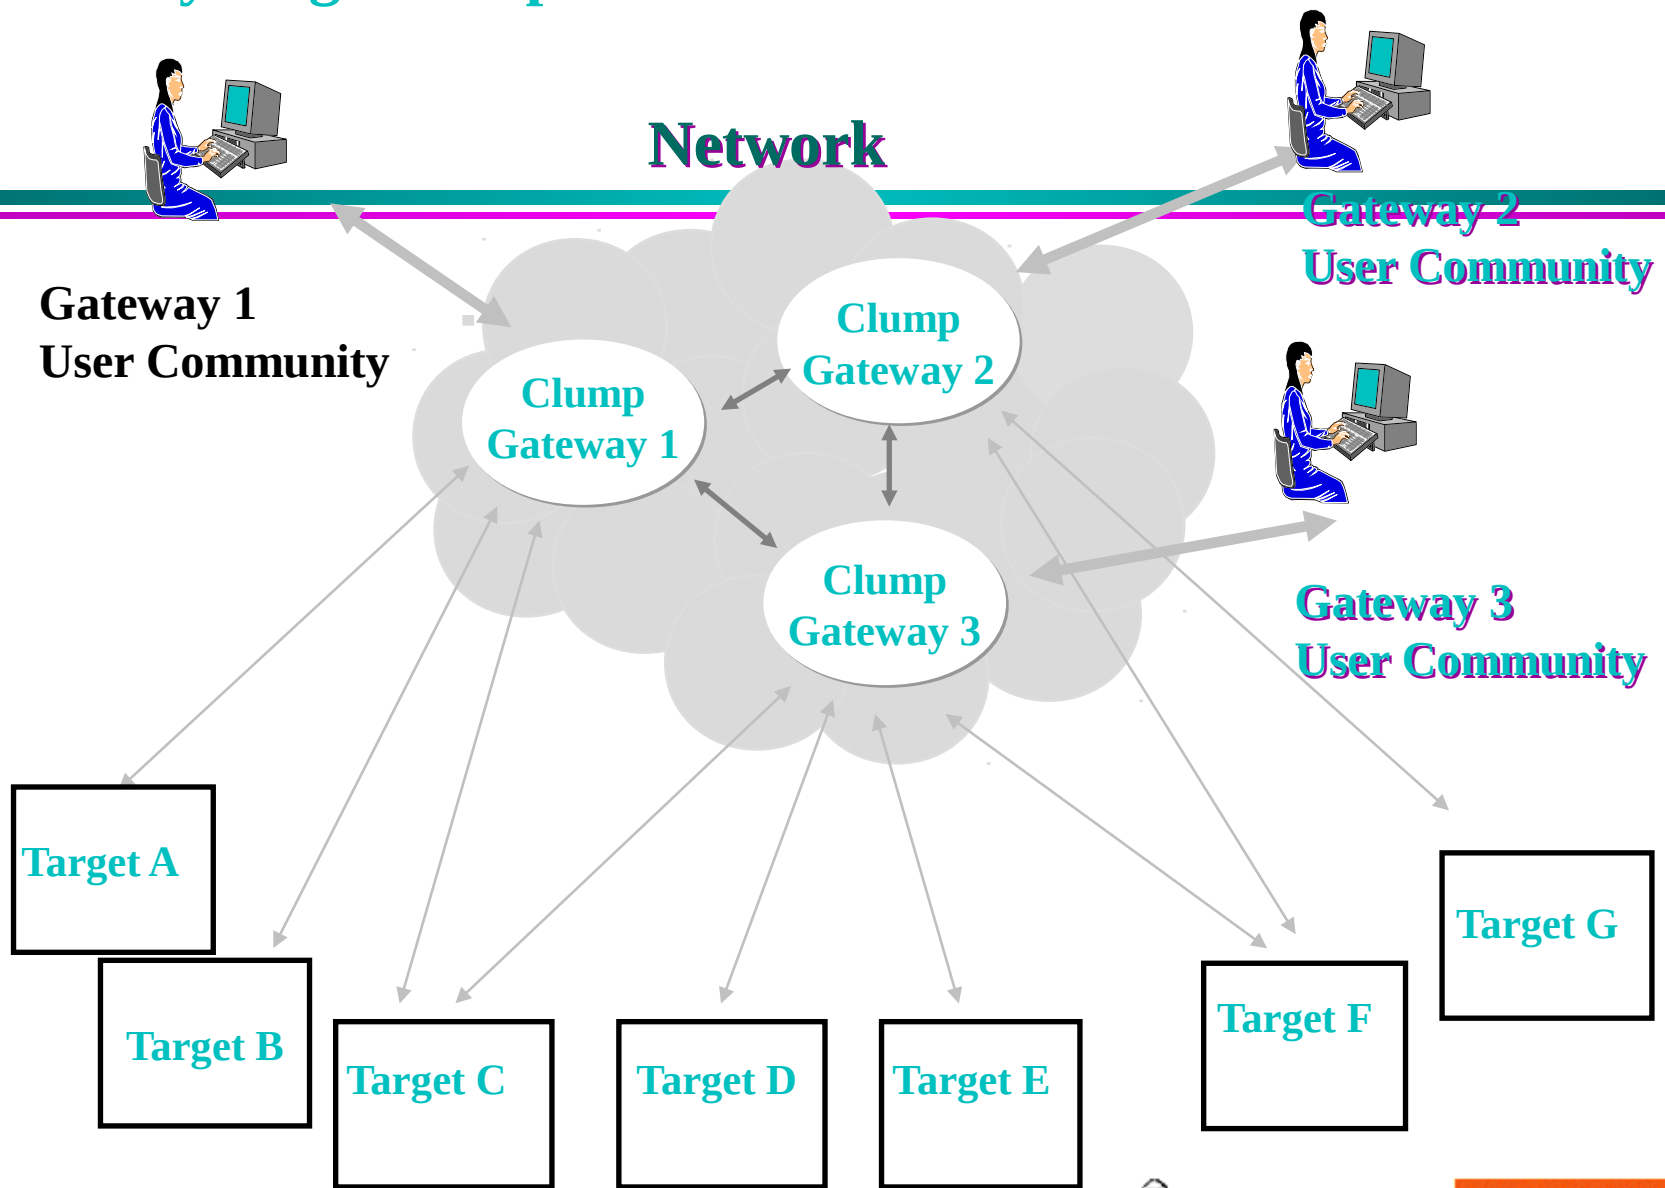 Network
Gateway 2
User Community
Gateway 1
User Community
Clump
Gateway 2
Clump
Gateway 1
Clump
Gateway 3
Gateway 3
User Community
Target A
Target G
Target F
Target B
Target C
Target D
Target E